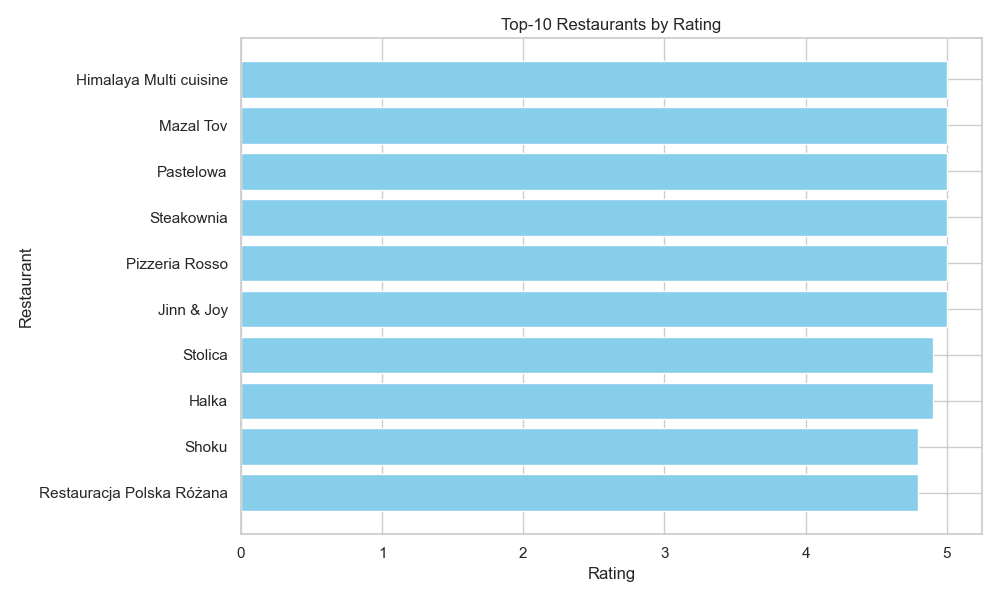 Top-10 Restaurants by Rating
Restaurant
Himalaya Multi cuisine
Mazal Tov
Pastelowa
Steakownia
Pizzeria Rosso
Jinn & Joy
Stolica
Halka
Shoku
Restauracja Polska Różana
0 1 2 3 4 5
Rating